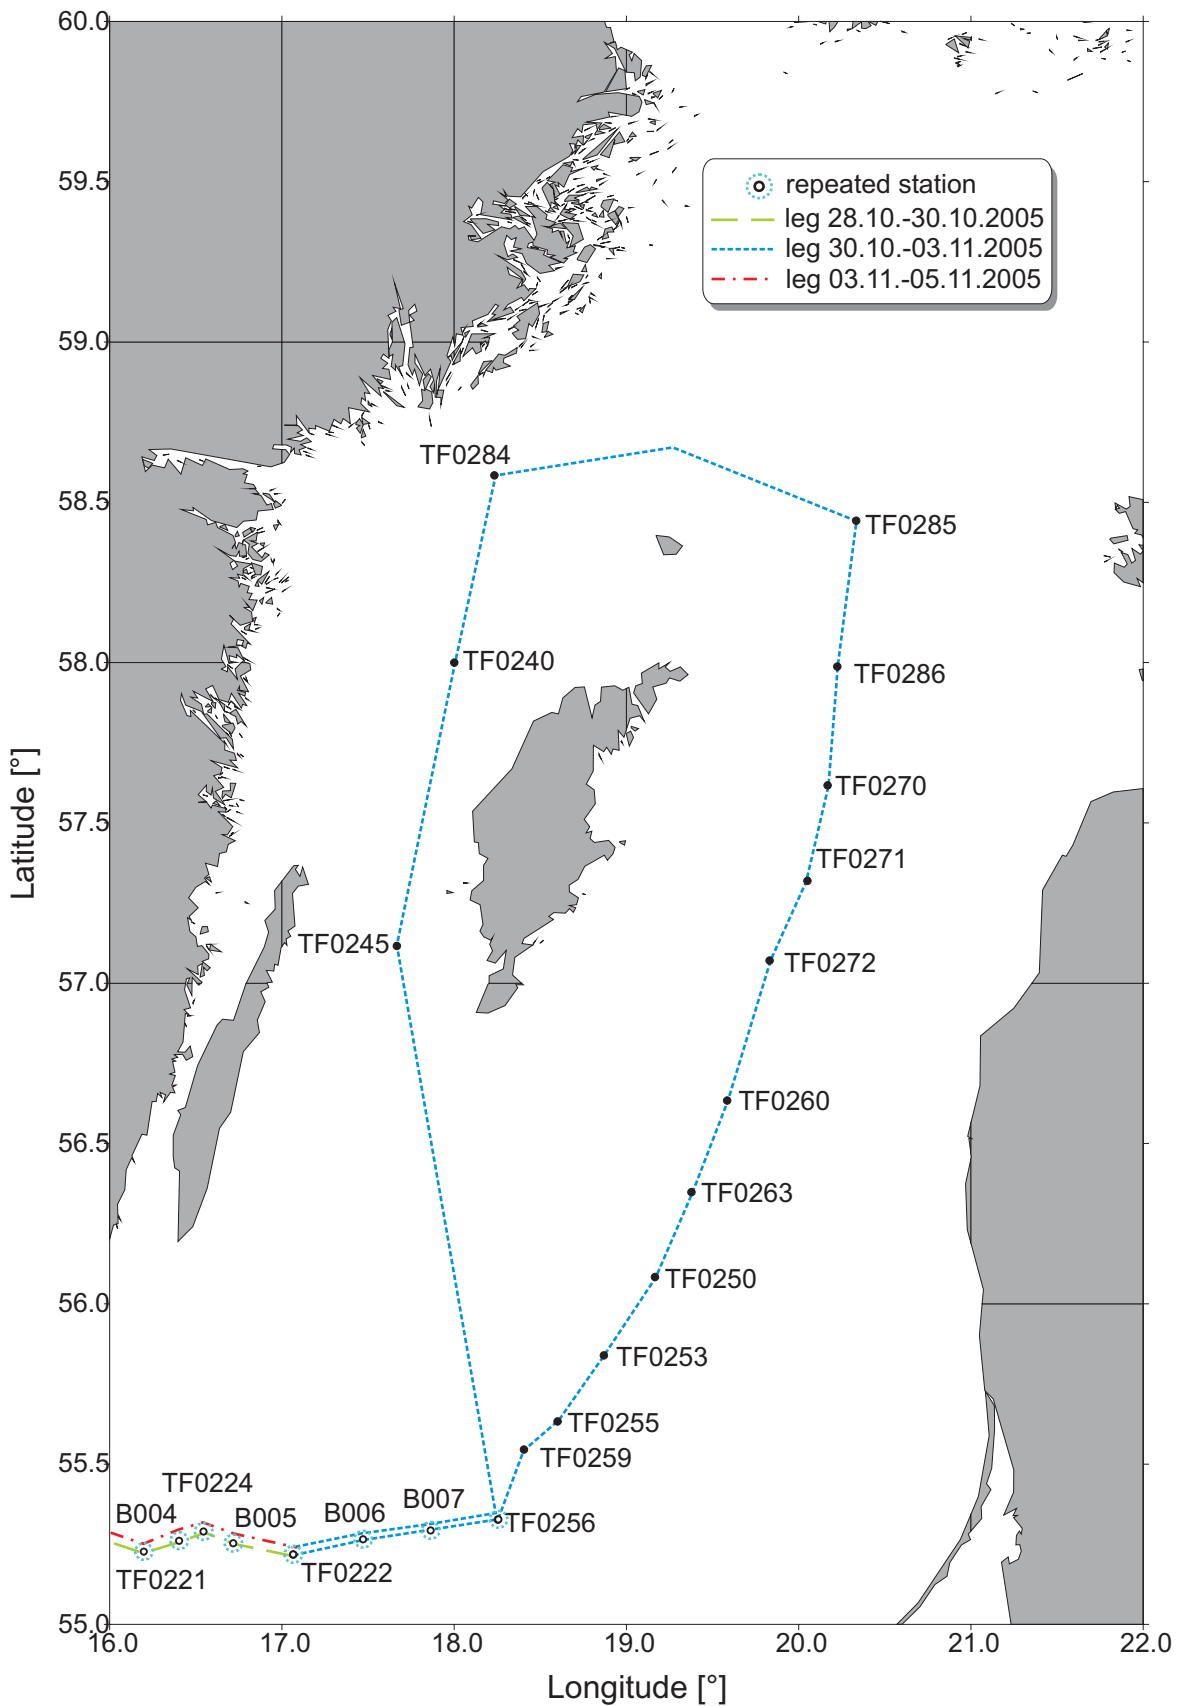 60.0
59.5
59.0
58.5
58.0
57.5
57.0
56.5
56.0
55.5
55.0
Latitude [°]
16.0
17.0
18.0
19.0
20.0
21.0
22.0
Longitude [°]
repeated station
leg 28.10.-30.10.2005
leg 30.10.-03.11.2005
leg 03.11.-05.11.2005
TF0284
TF0285
TF0240
TF0286
TF0270
TF0271
TF0245
TF0272
TF0260
TF0263
TF0250
TF0253
TF0255
TF0259
TF0224
B004
B005
B006
B007
TF0256
TF0221
TF0222